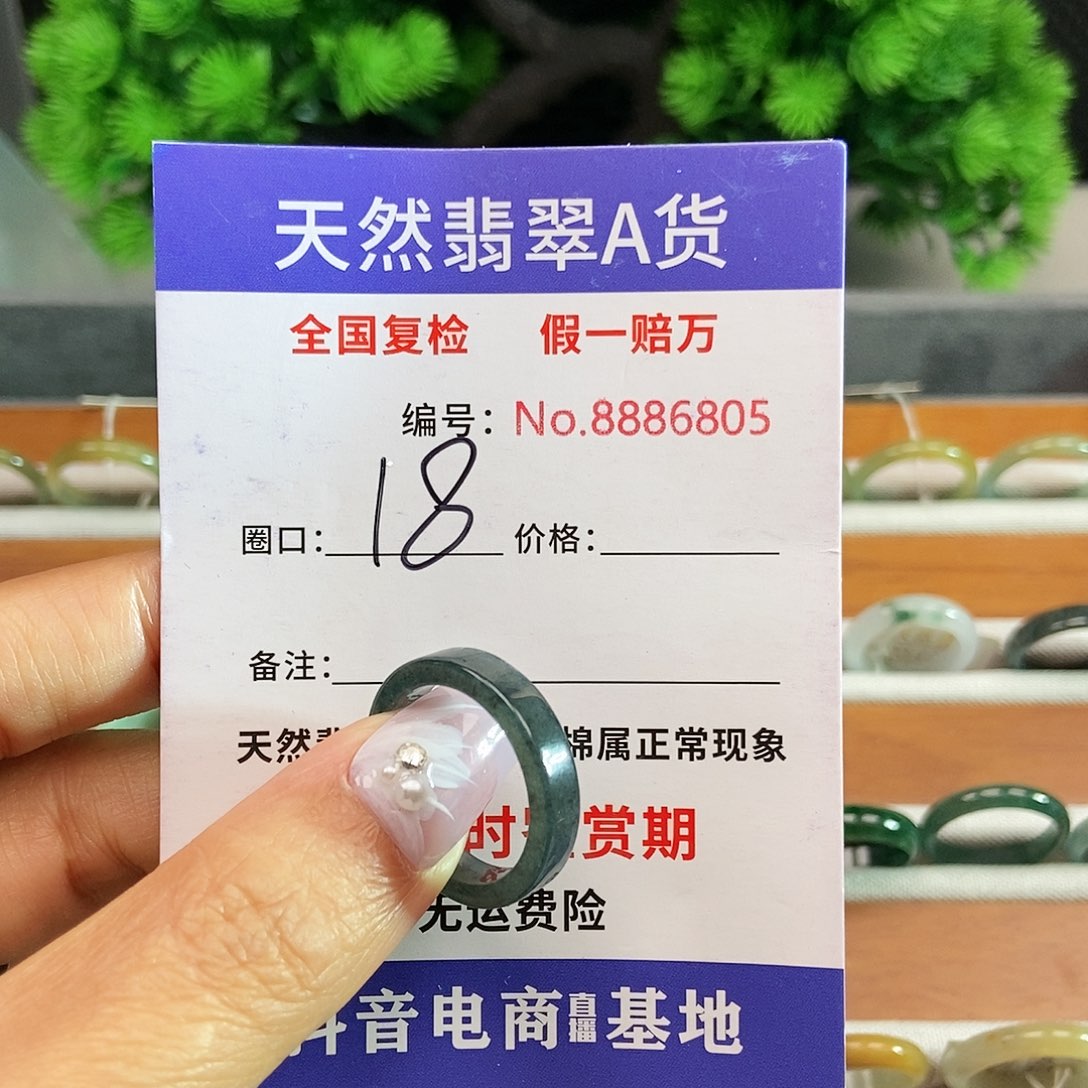 天然翡翠A货
全国复检 假一赔万
编号：No.8886805
圈口：18 价格：
备注：
天然 棉属正常现象
时 赏期
无运费险
抖音电商直播基地